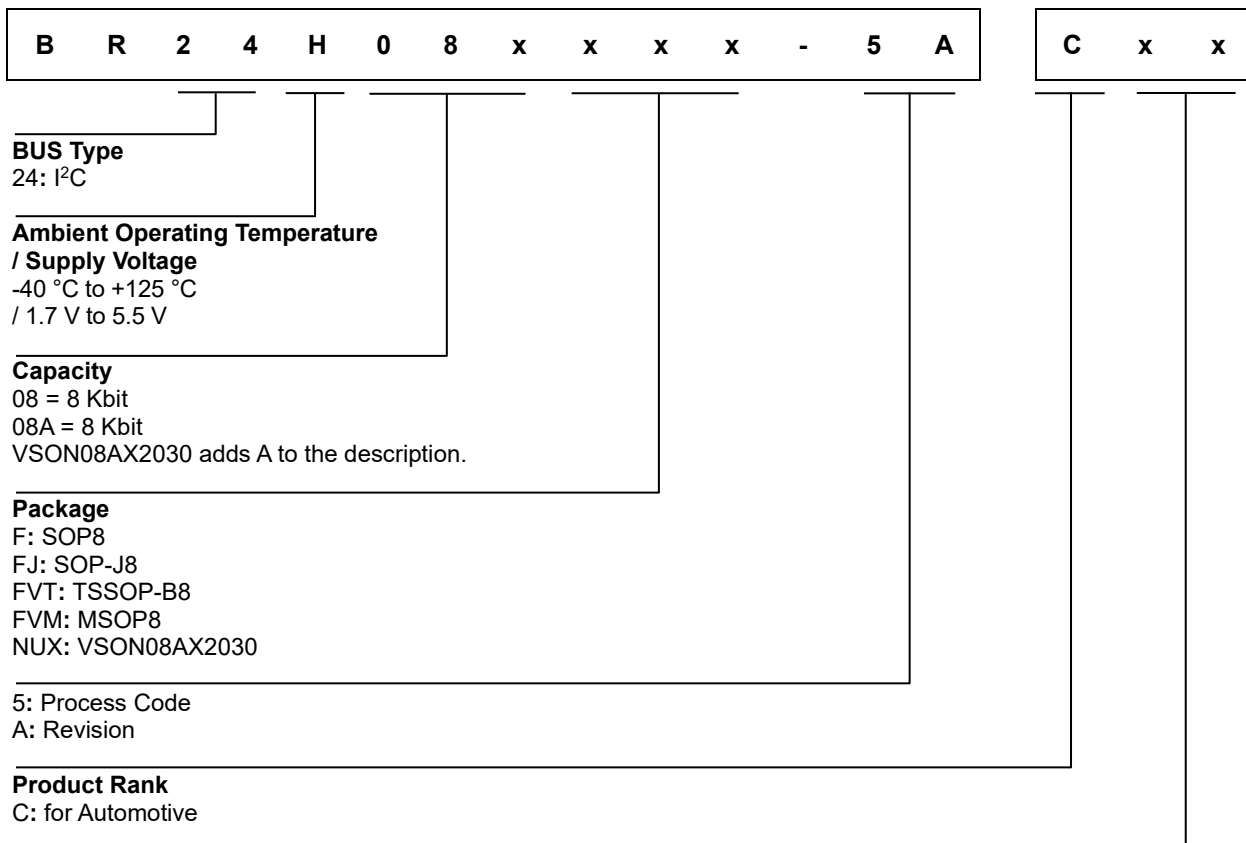 B R 2 4 H 0 8 x x x x - 5 A C x x
BUS Type
24: I²C
Ambient Operating Temperature
/ Supply Voltage
-40 °C to +125 °C
/ 1.7 V to 5.5 V
Capacity
08 = 8 Kbit
08A = 8 Kbit
VSON08AX2030 adds A to the description.
Package
F: SOP8
FJ: SOP-J8
FVT: TSSOP-B8
FVM: MSOP8
NUX: VSON08AX2030
5: Process Code
A: Revision
Product Rank
C: for Automotive